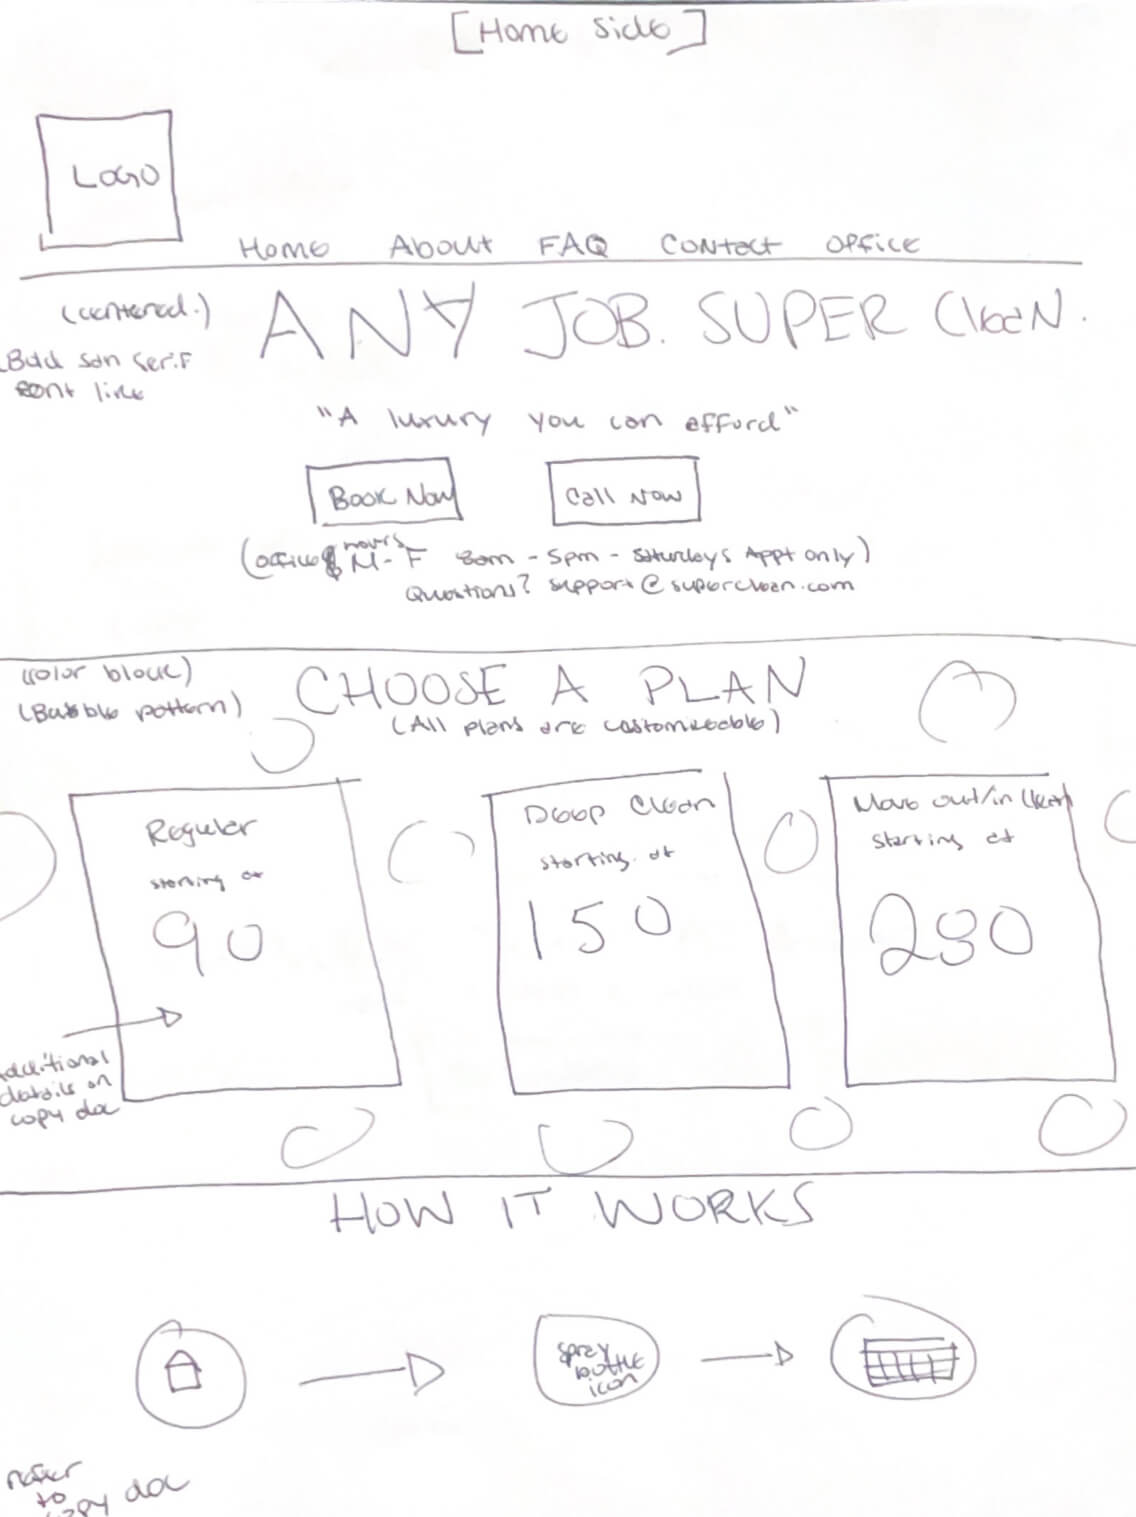 [Home Side]
LOGO
Home About FAQ Contact Office
(centered.) ANY JOB. SUPER Clean.
Bold San Serif
font like
"A luxury you can afford"
Book Now Call Now
(office hours M-F 8am - 5pm - Saturdays Appt only)
Questions? support@superclean.com
(color block) CHOOSE A PLAN
(Bubble pattern) (All plans are customizable)
Regular
starting at
90
Deep Clean
starting at
150
Move out/in Clean
starting at
280
additional
details on
copy doc
HOW IT WORKS
spray
bottle
icon
refer
to
copy doc